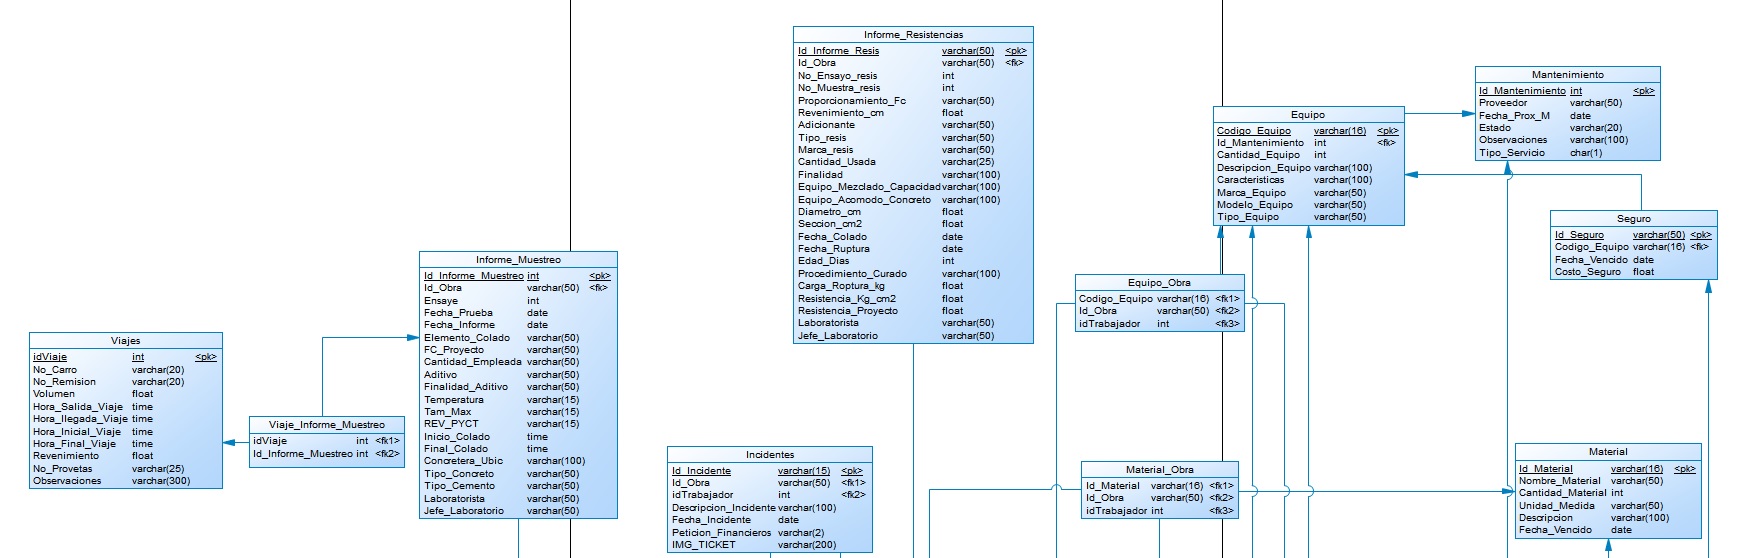 Informe_Resistencias
Id_Informe_Resis varchar(50) <pk>
Id_Obra varchar(50) <fk>
No_Ensayo_resis int
No_Muestra_resis int
Proporcionamiento_Fc varchar(50)
Revenimiento_cm float
Adicionante varchar(50)
Tipo_resis varchar(50)
Marca_resis varchar(50)
Cantidad_Usada varchar(25)
Finalidad varchar(100)
Equipo_Mezclado_Capacidad varchar(100)
Equipo_Acomodo_Concreto varchar(100)
Diametro_cm float
Seccion_cm2 float
Fecha_Colado date
Fecha_Ruptura date
Edad_Dias int
Procedimiento_Curado varchar(100)
Carga_Roptura_kg float
Resistencia_Kg_cm2 float
Resistencia_Proyecto float
Laboratorista varchar(50)
Jefe_Laboratorio varchar(50)
Mantenimiento
Id_Mantenimiento int <pk>
Proveedor varchar(50)
Fecha_Prox_M date
Estado varchar(20)
Observaciones varchar(100)
Tipo_Servicio char(1)
Equipo
Codigo_Equipo varchar(16) <pk>
Id_Mantenimiento int <fk>
Cantidad_Equipo int
Descripcion_Equipo varchar(100)
Caracteristicas varchar(100)
Marca_Equipo varchar(50)
Modelo_Equipo varchar(50)
Tipo_Equipo varchar(50)
Seguro
Id_Seguro varchar(50) <pk>
Codigo_Equipo varchar(16) <fk>
Fecha_Vencido date
Costo_Seguro float
Informe_Muestreo
Id_Informe_Muestreo int <pk>
Id_Obra varchar(50) <fk>
Ensaye int
Fecha_Prueba date
Fecha_Informe date
Elemento_Colado varchar(50)
FC_Proyecto varchar(50)
Cantidad_Empleada varchar(50)
Aditivo varchar(50)
Finalidad_Aditivo varchar(50)
Temperatura varchar(15)
Tam_Max varchar(15)
REV_PYCT varchar(15)
Inicio_Colado time
Final_Colado time
Concretera_Ubic varchar(100)
Tipo_Concreto varchar(50)
Tipo_Cemento varchar(50)
Laboratorista varchar(50)
Jefe_Laboratorio varchar(50)
Equipo_Obra
Codigo_Equipo varchar(16) <fk1>
Id_Obra varchar(50) <fk2>
idTrabajador int <fk3>
Viajes
idViaje int <pk>
No_Carro varchar(20)
No_Remision varchar(20)
Volumen float
Hora_Salida_Viaje time
Hora_llegada_Viaje time
Hora_Inicial_Viaje time
Hora_Final_Viaje time
Revenimiento float
No_Provetas varchar(25)
Observaciones varchar(300)
Viaje_Informe_Muestreo
idViaje int <fk1>
Id_Informe_Muestreo int <fk2>
Incidentes
Id_Incidente varchar(15) <pk>
Id_Obra varchar(50) <fk1>
idTrabajador int <fk2>
Descripcion_Incidente varchar(100)
Fecha_Incidente date
Peticion_Financieros varchar(2)
IMG_TICKET varchar(200)
Material_Obra
Id_Material varchar(16) <fk1>
Id_Obra varchar(50) <fk2>
idTrabajador int <fk3>
Material
Id_Material varchar(16) <pk>
Nombre_Material varchar(50)
Cantidad_Material int
Unidad_Medida varchar(50)
Descripcion varchar(100)
Fecha_Vencido date